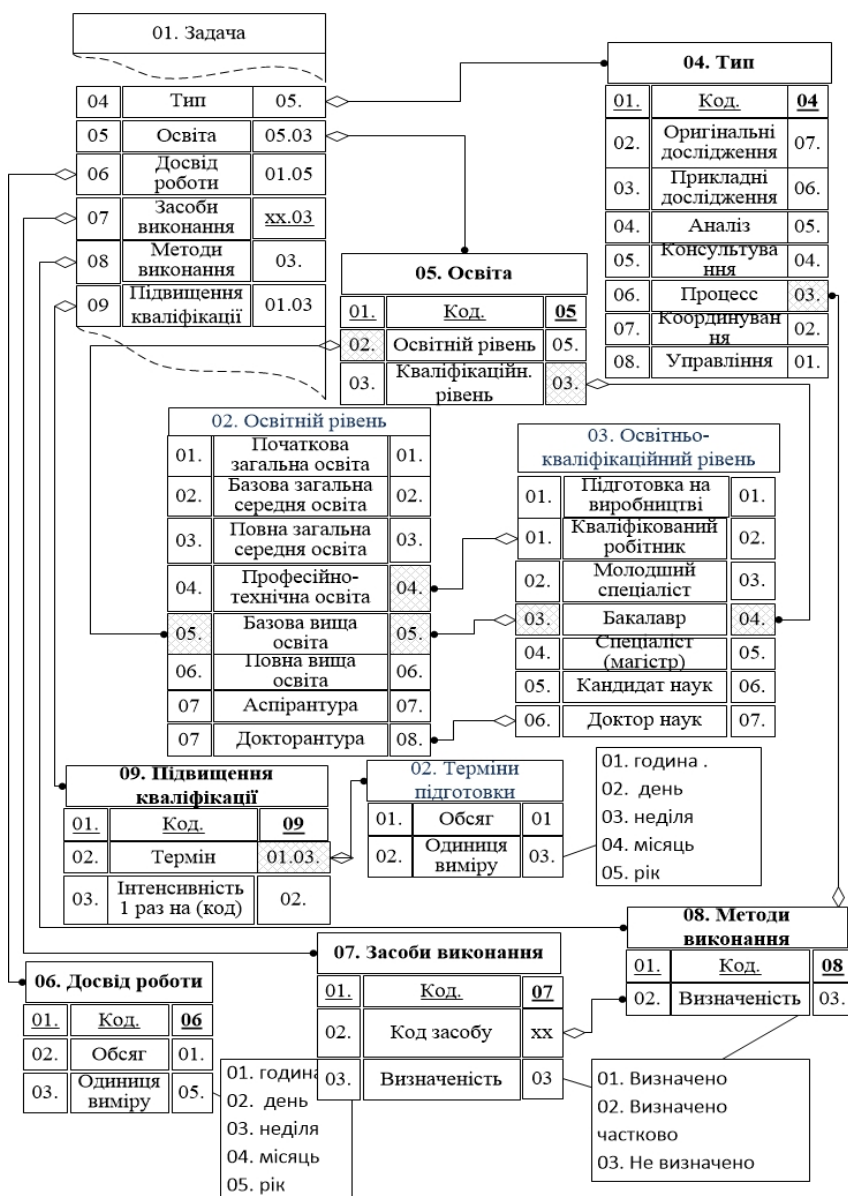 01. Задача
04 Тип 05.
05 Освіта 05.03
06 Досвід
роботи 01.05
07 Засоби
виконання xx.03
08 Методи
виконання 03.
09 Підвищення
кваліфікації 01.03
04. Тип
01. Код. 04
02. Оригінальні
дослідження 07.
03. Прикладні
дослідження 06.
04. Аналіз 05.
05. Консультува
ння 04.
06. Процесс 03.
07. Координуван
ня 02.
08. Управління 01.
05. Освіта
01. Код. 05
02. Освітній рівень 05.
03. Кваліфікаційн.
рівень 03.
02. Освітній рівень
01. Початкова
загальна освіта 01.
02. Базова загальна
середня освіта 02.
03. Повна загальна
середня освіта 03.
04. Професійно-
технічна освіта 04.
05. Базова вища
освіта 05.
06. Повна вища
освіта 06.
07 Аспірантура 07.
07 Докторантура 08.
03. Освітньо-
кваліфікаційний рівень
01. Підготовка на
виробництві 01.
01. Кваліфікований
робітник 02.
02. Молодший
спеціаліст 03.
03. Бакалавр 04.
04. Спеціаліст
(магістр) 05.
05. Кандидат наук 06.
06. Доктор наук 07.
09. Підвищення
кваліфікації
01. Код. 09
02. Термін 01.03.
03. Інтенсивність
1 раз на (код) 02.
02. Терміни
підготовки
01. Обсяг 01
02. Одиниця
виміру 03.
01. година .
02. день
03. неділя
04. місяць
05. рік
08. Методи
виконання
01. Код. 08
02. Визначеність 03.
07. Засоби виконання
01. Код. 07
02. Код засобу xx
03. Визначеність 03
06. Досвід роботи
01. Код. 06
02. Обсяг 01.
03. Одиниця
виміру 05.
01. година
02. день
03. неділя
04. місяць
05. рік
01. Визначено
02. Визначено
частково
03. Не визначено